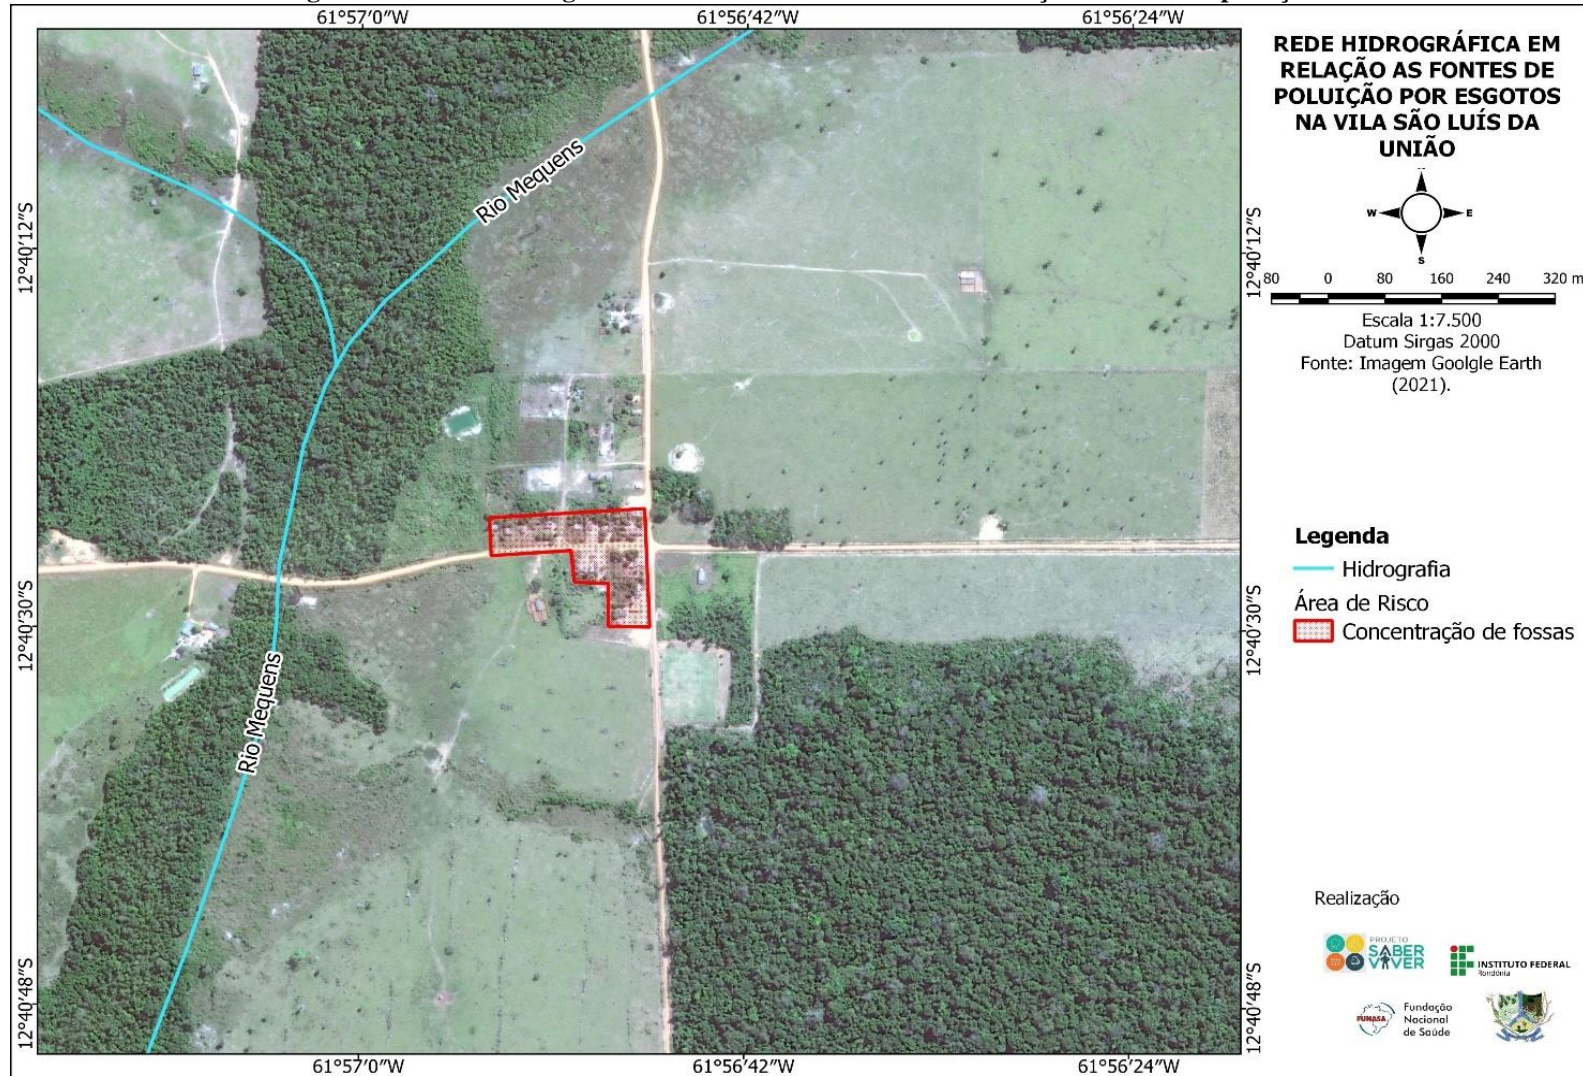 61°57'0"W
61°56'42"W
61°56'24"W
REDE HIDROGRÁFICA EM
RELAÇÃO AS FONTES DE
POLUIÇÃO POR ESGOTOS
NA VILA SÃO LUÍS DA
UNIÃO
W
E
S
80 0 80 160 240 320 m
Escala 1:7.500
Datum Sirgas 2000
Fonte: Imagem Goolgle Earth
(2021).
Rio Mequens
12°40'12"S
12°40'12"S
Legenda
Hidrografia
Área de Risco
Concentração de fossas
12°40'30"S
12°40'30"S
Rio Mequens
Realização
PROJETO
SABER
VIVER
INSTITUTO FEDERAL
Rondônia
FUNASA
Fundação
Nacional
de Saúde
12°40'48"S
12°40'48"S
61°57'0"W
61°56'42"W
61°56'24"W